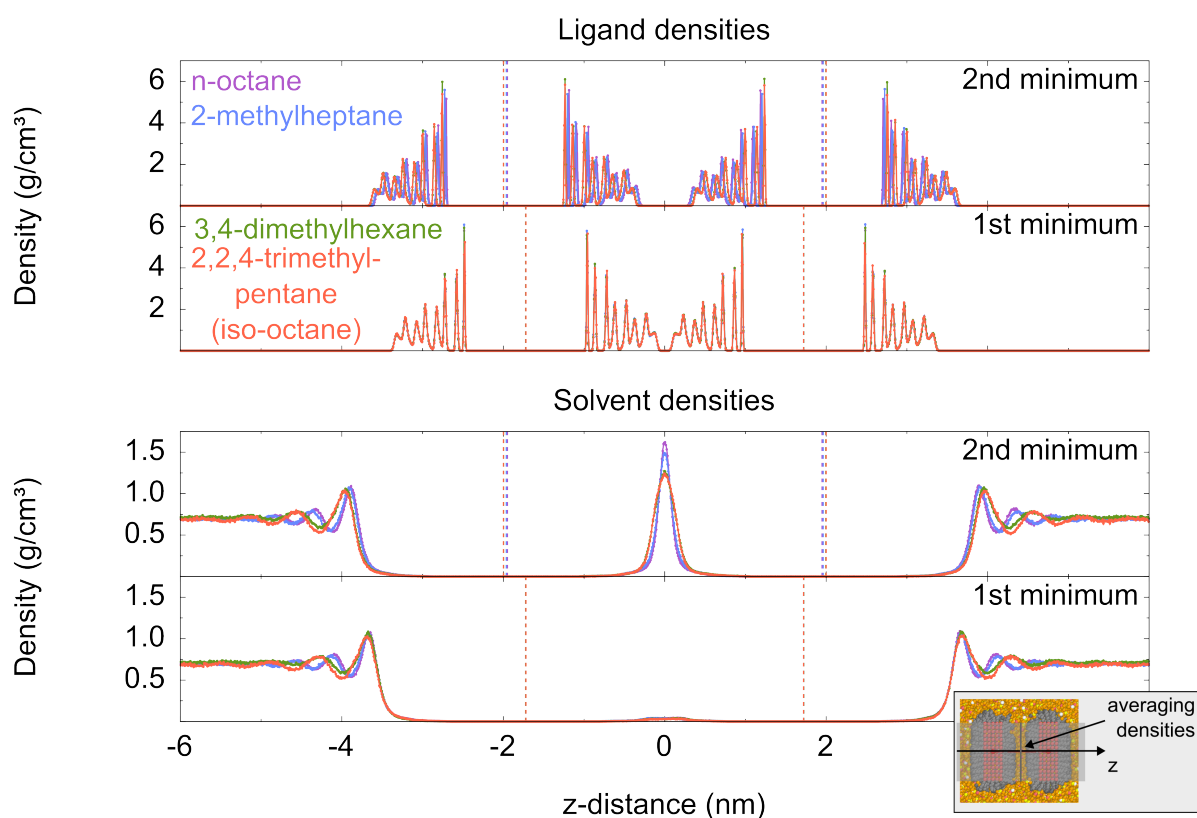 Ligand densities
n-octane
2-methylheptane
2nd minimum
6
4
2
Density (g/cm³)
3,4-dimethylhexane
2,2,4-trimethyl-
pentane
(iso-octane)
1st minimum
6
4
2
Solvent densities
2nd minimum
1.5
1.0
0.5
Density (g/cm³)
1st minimum
1.5
1.0
0.5
-6
-4
-2
0
2
z-distance (nm)
averaging
densities
z